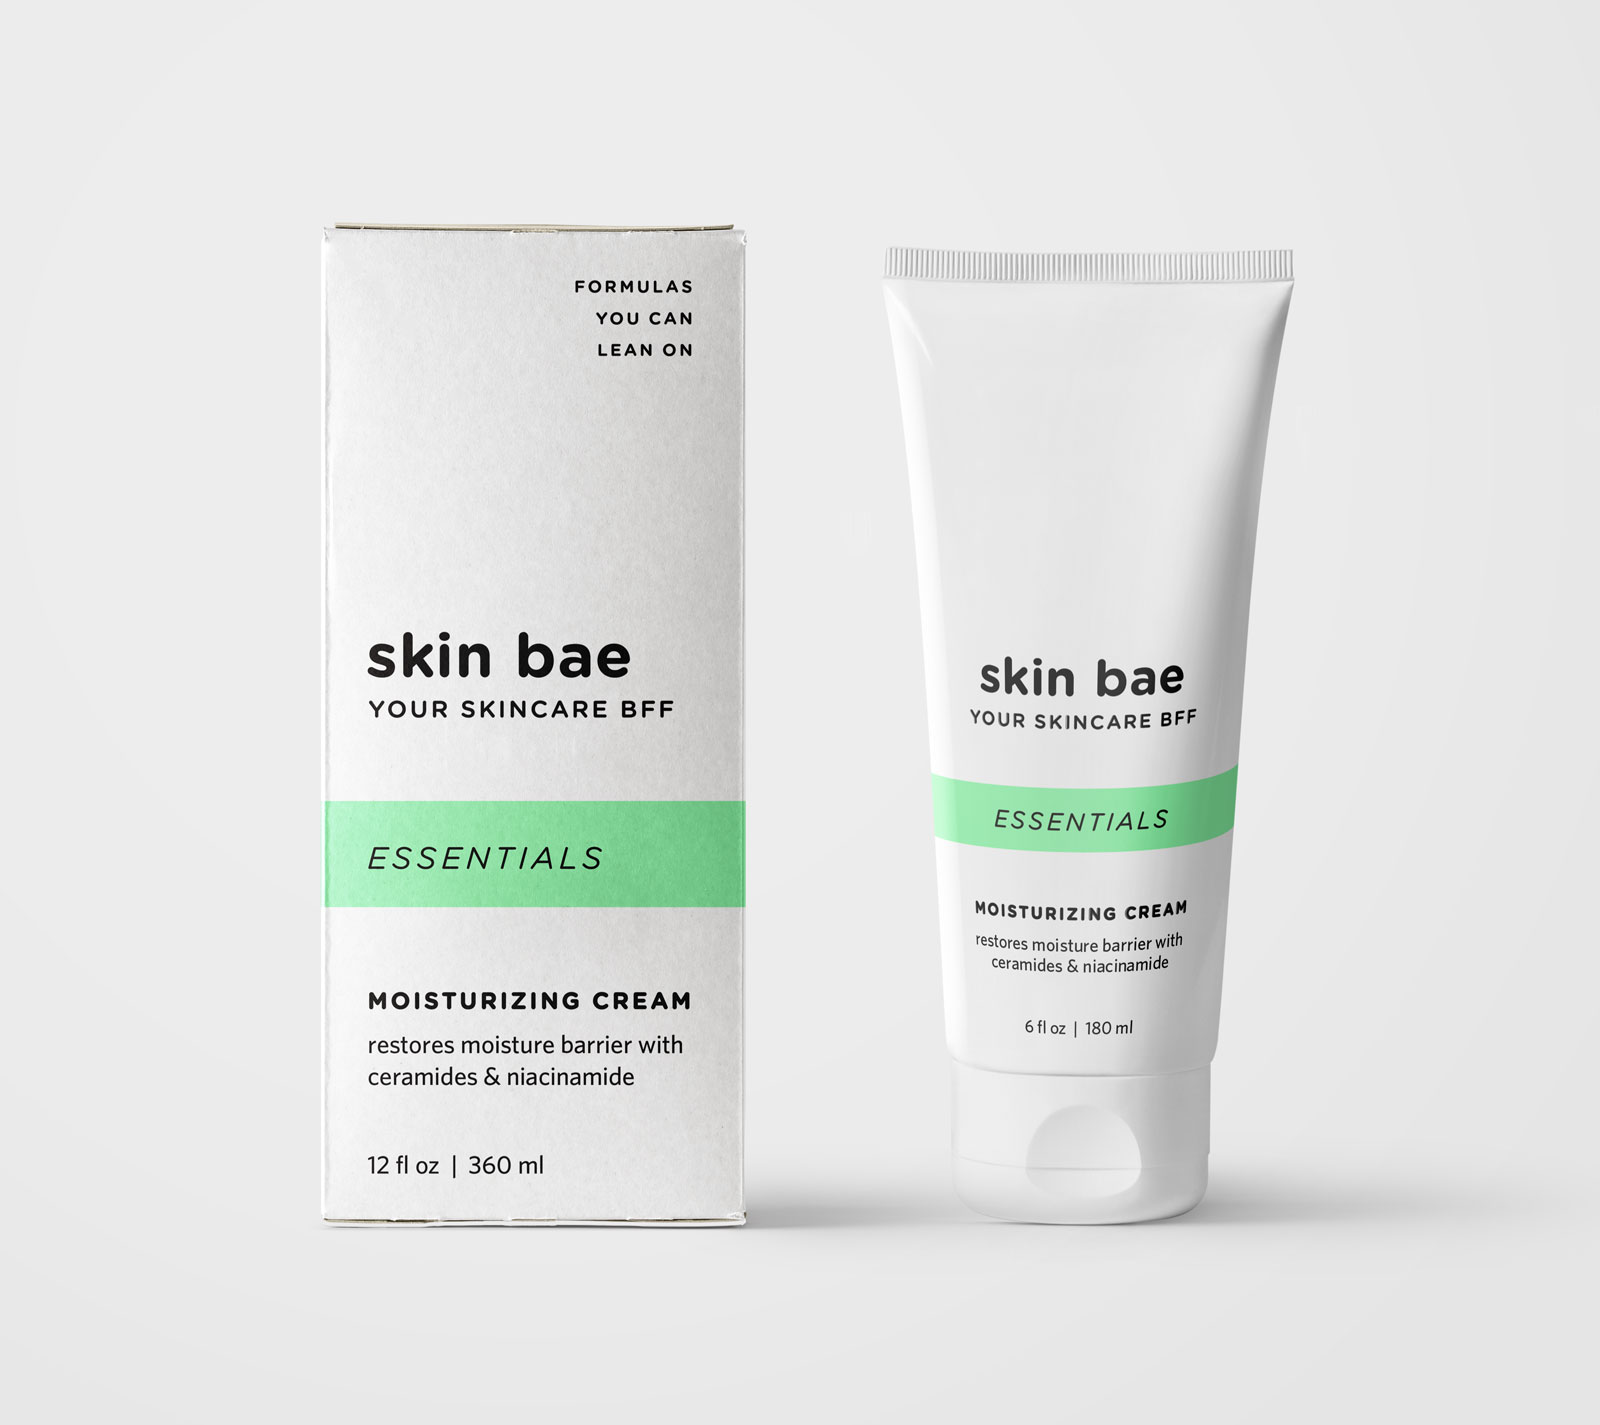 FORMULAS
YOU CAN
LEAN ON
skin bae
YOUR SKINCARE BFF
ESSENTIALS
MOISTURIZING CREAM
restores moisture barrier with
ceramides & niacinamide
12 fl oz | 360 ml
skin bae
YOUR SKINCARE BFF
ESSENTIALS
MOISTURIZING CREAM
restores moisture barrier with
ceramides & niacinamide
6 fl oz | 180 ml